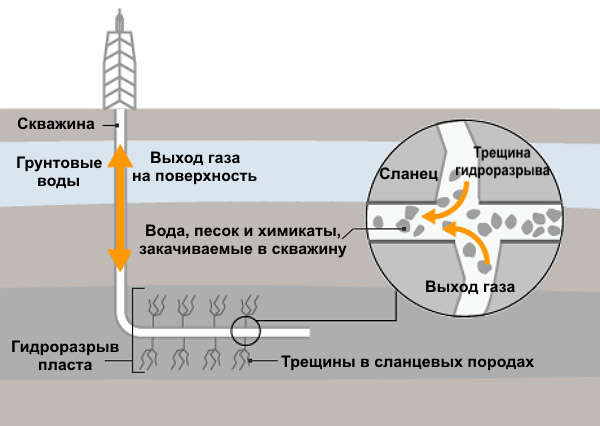 Скважина
Грунтовые
воды
Выход газа
на поверхность
Сланец
Трещина
гидроразрыва
Вода, песок и химикаты,
закачиваемые в скважину
Выход газа
Гидроразрыв
пласта
Трещины в сланцевых породах